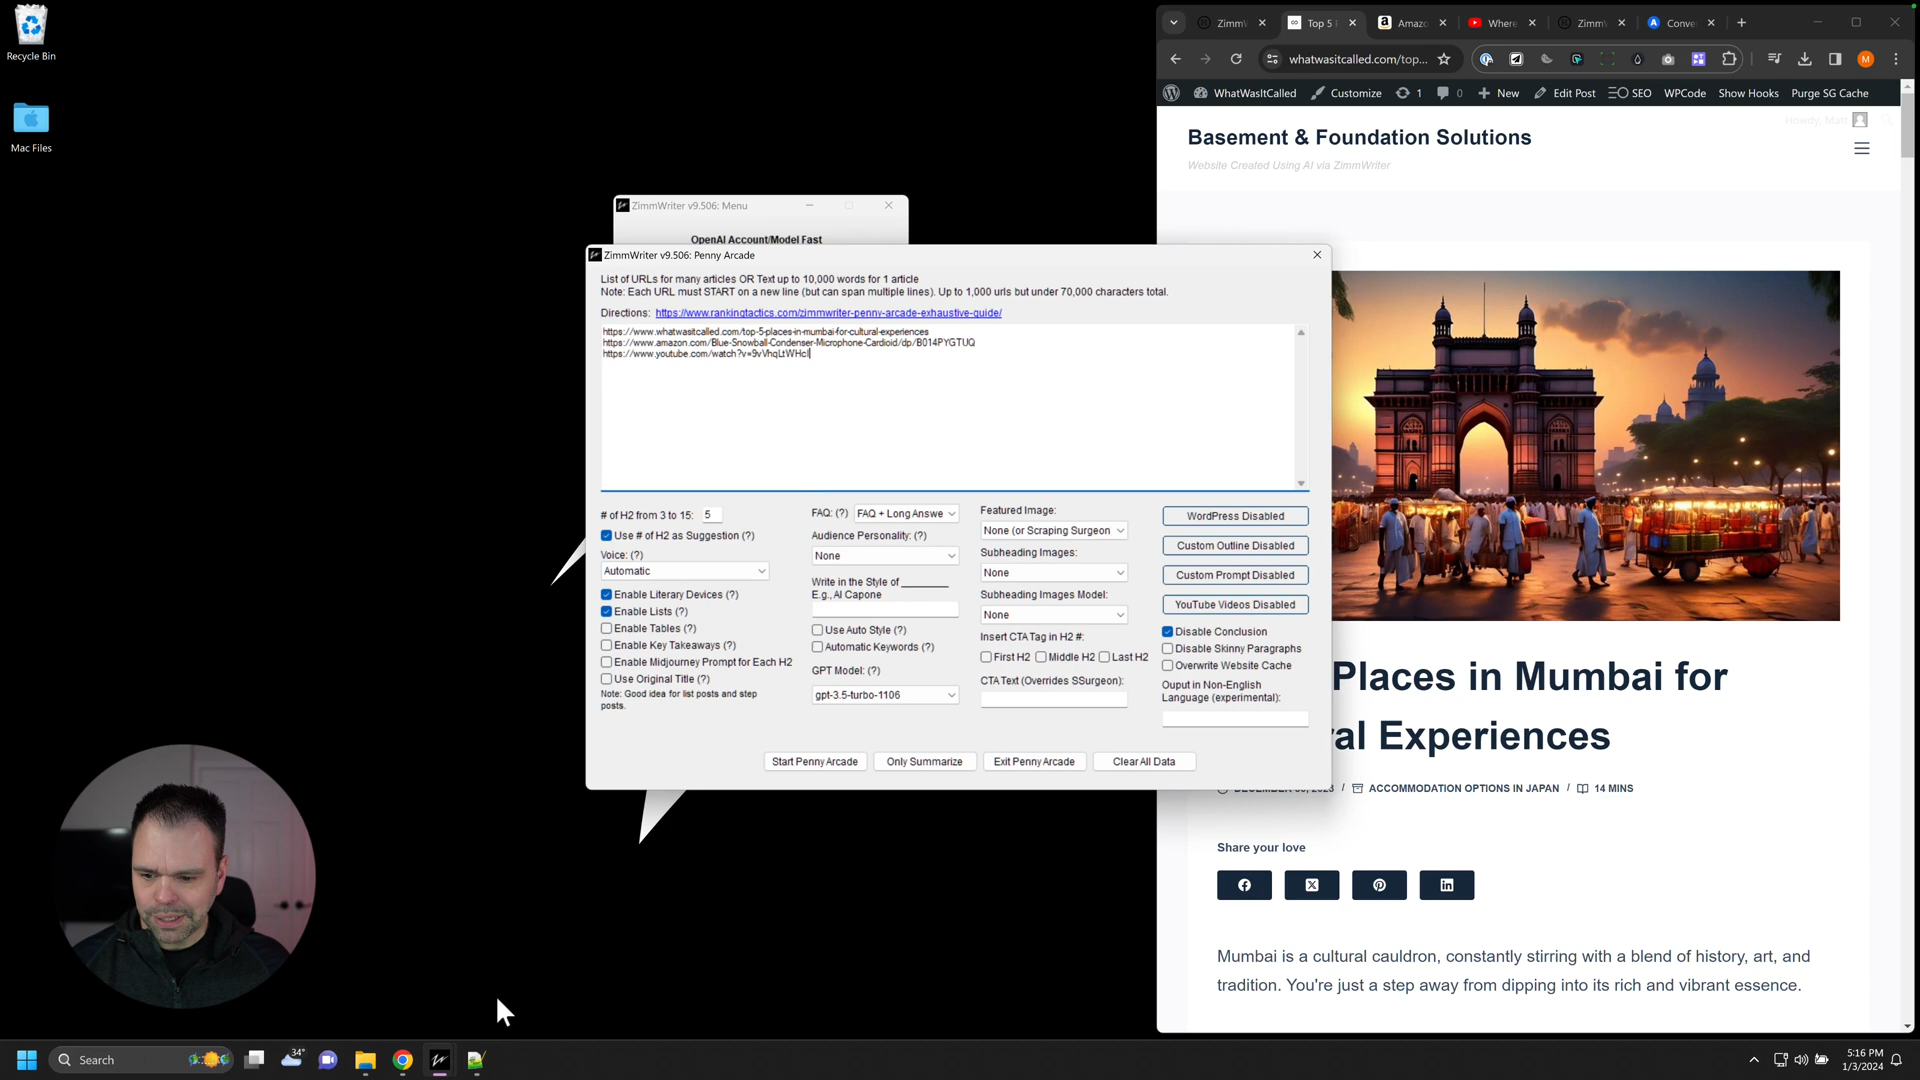 Recycle Bin
Mac Files
ZimmWriter v9.506: Menu
OpenAI Account/Model Fast
ZimmWriter v9.506: Penny Arcade
List of URLs for many articles OR Text up to 10,000 words for 1 article
Note: Each URL must START on a new line (but can span multiple lines). Up to 1,000 urls but under 70,000 characters total.
Directions: https://www.rankingtactics.com/zimmwriter-penny-arcade-exhaustive-guide/
https://www.whatwasitcalled.com/top-5-places-in-mumbai-for-cultural-experiences
https://www.amazon.com/Blue-Snowball-Condenser-Microphone-Cardioid/dp/B014PYGTUQ
https://www.youtube.com/watch?v=9vVhqLtWHcI
# of H2 from 3 to 15: 5
Use # of H2 as Suggestion (?)
Voice: (?)
Automatic
Enable Literary Devices (?)
Enable Lists (?)
Enable Tables (?)
Enable Key Takeaways (?)
Enable Midjourney Prompt for Each H2
Use Original Title (?)
Note: Good idea for list posts and step
posts.
FAQ: (?) FAQ + Long Answe
Audience Personality: (?)
None
Write in the Style of ________
E.g., Al Capone
Use Auto Style (?)
Automatic Keywords (?)
GPT Model: (?)
gpt-3.5-turbo-1106
Featured Image:
None (or Scraping Surgeon
Subheading Images:
None
Subheading Images Model:
None
Insert CTA Tag in H2 #:
First H2 Middle H2 Last H2
CTA Text (Overrides SSurgeon):
WordPress Disabled
Custom Outline Disabled
Custom Prompt Disabled
YouTube Videos Disabled
Disable Conclusion
Disable Skinny Paragraphs
Overwrite Website Cache
Ouput in Non-English
Language (experimental):
Start Penny Arcade Only Summarize Exit Penny Arcade Clear All Data
ZimmW Top 5 Amazo Where ZimmW Conve
whatwasitcalled.com/top...
WhatWasItCalled Customize 1 0 New Edit Post SEO WPCode Show Hooks Purge SG Cache
Howdy, Matt
Basement & Foundation Solutions
Website Created Using AI via ZimmWriter
Places in Mumbai for
al Experiences
ACCOMMODATION OPTIONS IN JAPAN / 14 MINS
Share your love
Mumbai is a cultural cauldron, constantly stirring with a blend of history, art, and
tradition. You're just a step away from dipping into its rich and vibrant essence.
Search
34°
5:16 PM
1/3/2024